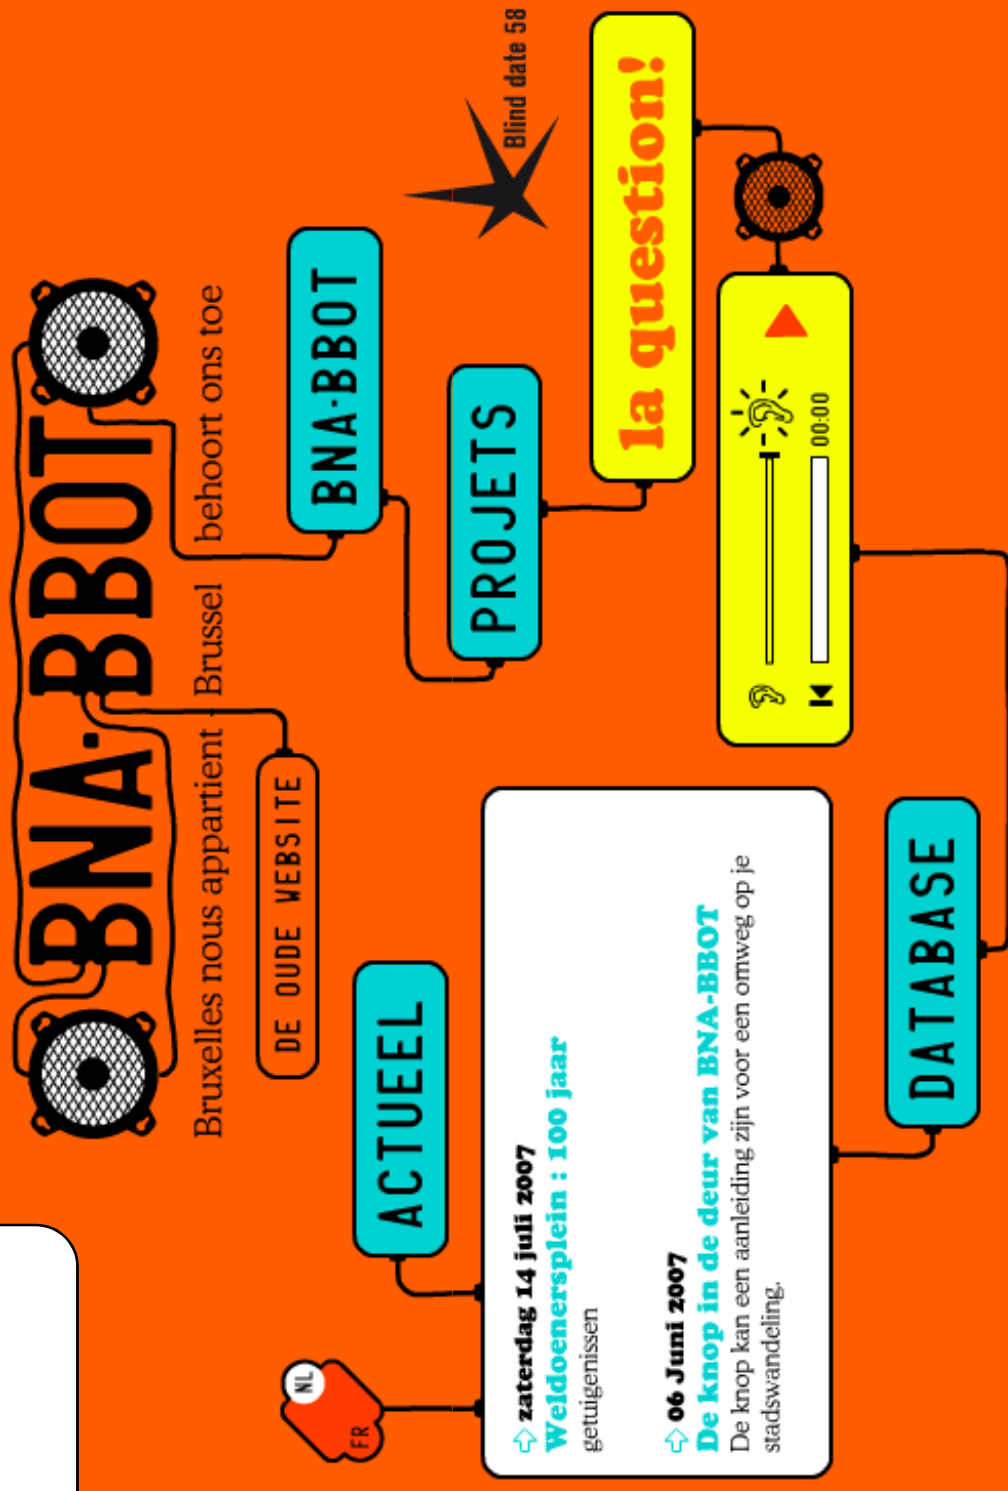 BNA·BBOT
Bruxelles nous appartient - Brussel behoort ons toe
DE OUDE WEBSITE
BNA·BBOT
ACTUEEL
PROJETS
Blind date 58
NL
FR
la question!
zaterdag 14 juli 2007
Weldoenersplein : 100 jaar
getuigenissen
06 Juni 2007
De knop in de deur van BNA-BBOT
De knop kan een aanleiding zijn voor een omweg op je
stadswandeling.
00:00
DATABASE